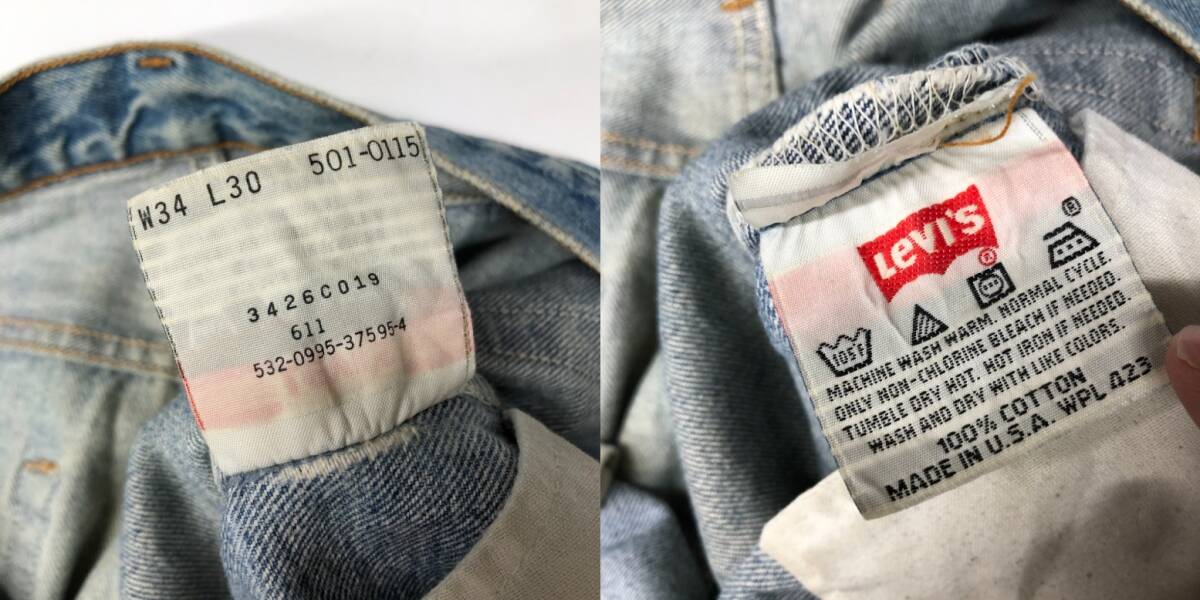 W34 L30 501-0115
3426C019
611
532-0995-37595-4
LEVI'S
®
®
105F
MACHINE WASH WARM. NORMAL CYCLE.
ONLY NON-CHLORINE BLEACH IF NEEDED.
TUMBLE DRY HOT. HOT IRON IF NEEDED.
WASH AND DRY WITH LIKE COLORS.
100% COTTON
MADE IN U.S.A. WPL 423